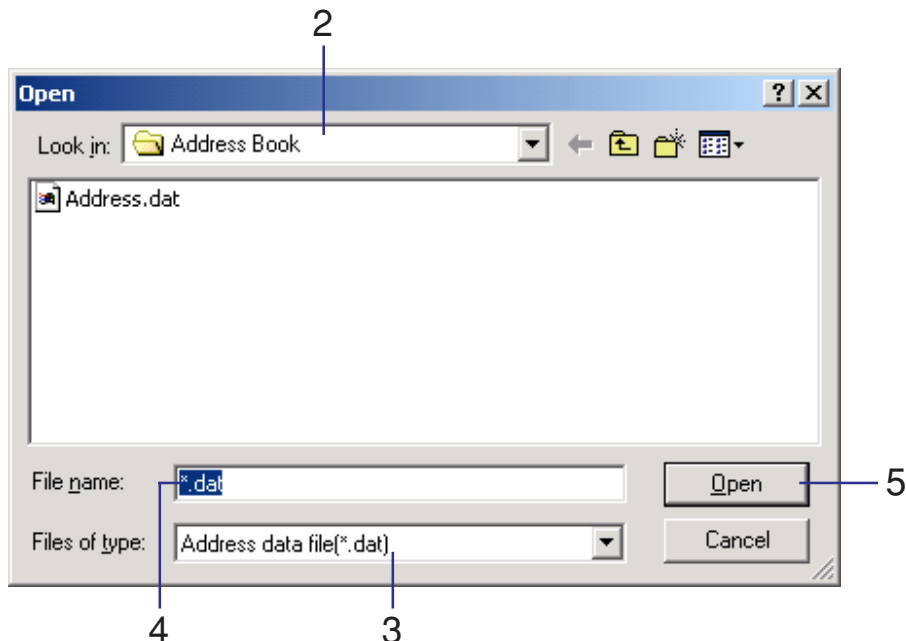 2
Open
Look in: Address Book
Address.dat
File name: *.dat
Open
5
Files of type: Address data file(*.dat)
Cancel
4 3